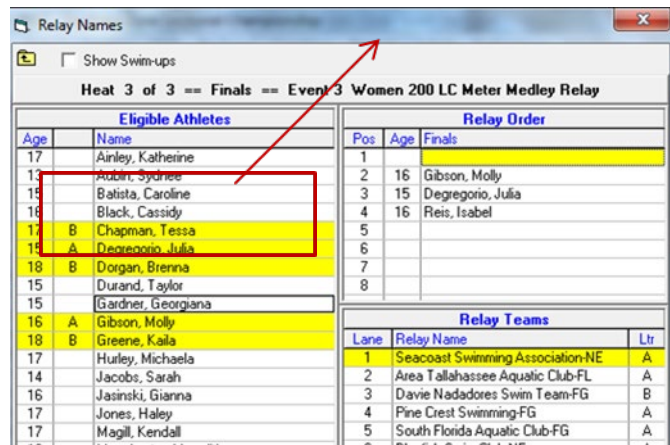 Relay Names
Show Swim-ups
Heat 3 of 3 == Finals == Event 3 Women 200 LC Meter Medley Relay
Eligible Athletes
Age Name
17 Ainley, Katherine
13 Aubin, Sydnee
15 Batista, Caroline
16 Black, Cassidy
17 B Chapman, Tessa
15 A Degregorio, Julia
18 B Dorgan, Brenna
15 Durand, Taylor
15 Gardner, Georgiana
16 A Gibson, Molly
18 B Greene, Kaila
17 Hurley, Michaela
14 Jacobs, Sarah
16 Jasinski, Gianna
17 Jones, Haley
17 Magill, Kendall
Relay Order
Pos Age Finals
1
2 16 Gibson, Molly
3 15 Degregorio, Julia
4 16 Reis, Isabel
5
6
7
8
Relay Teams
Lane Relay Name Ltr
1 Seacoast Swimming Association-NE A
2 Area Tallahassee Aquatic Club-FL A
3 Davie Nadadores Swim Team-FG B
4 Pine Crest Swimming-FG A
5 South Florida Aquatic Club-FG A